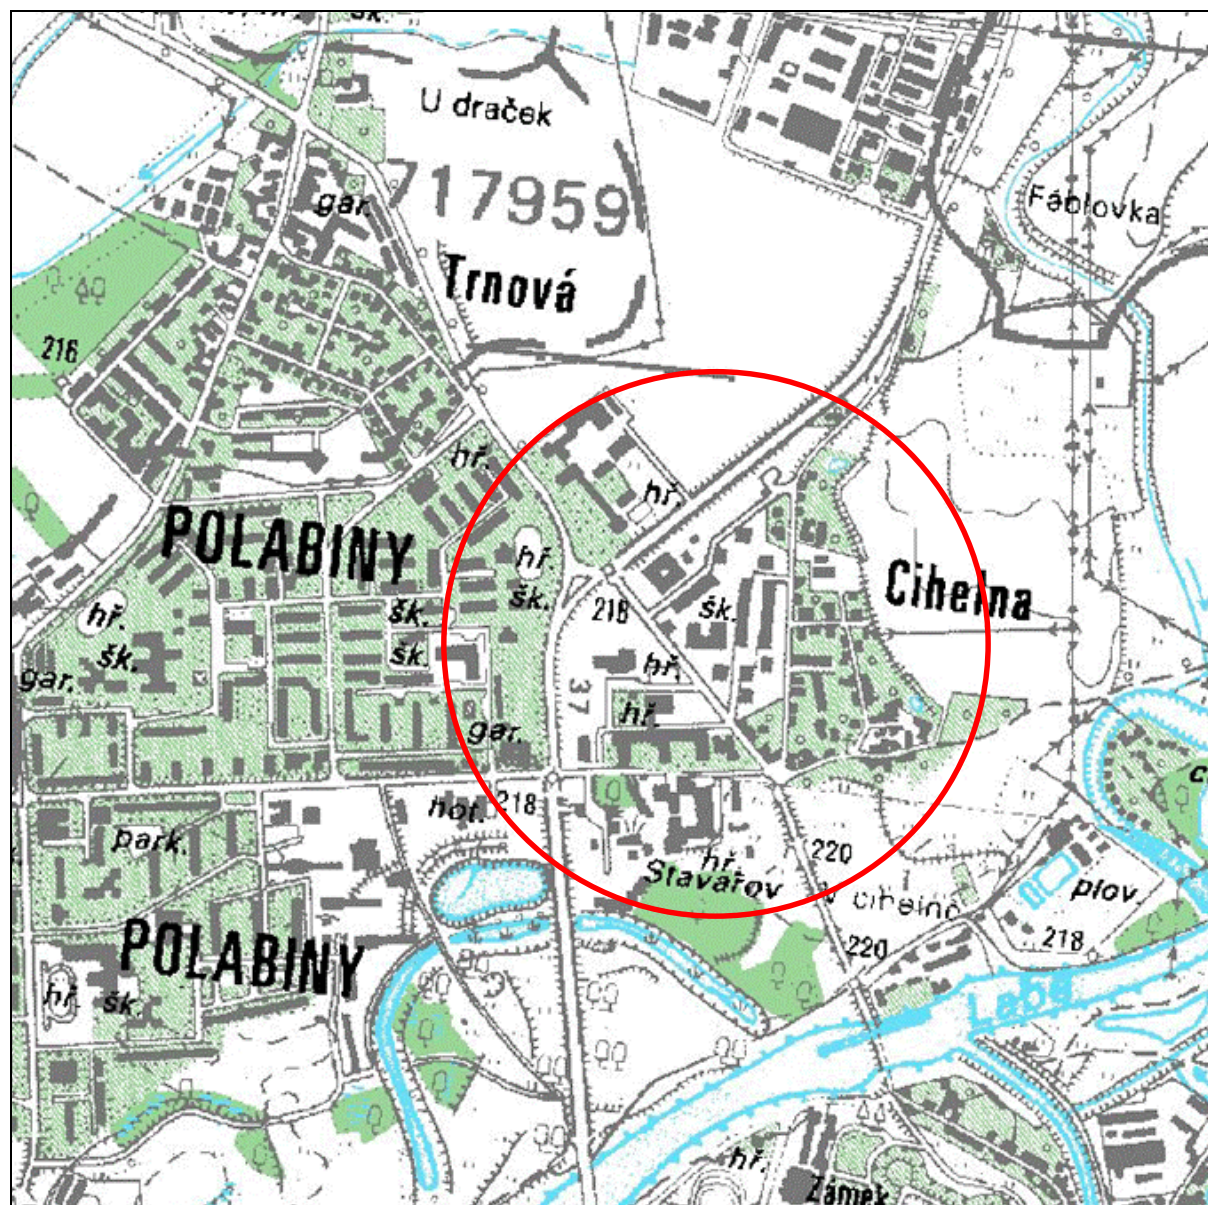 šk.
U draček
717959
gar.
Fáblovka
Trnová
216
hř.
hř.
POLABINY
hř.
šk.
Cihelna
hř.
šk.
šk.
218
šk.
šk.
hř.
gar.
37
hř.
gar.
hot.
218
park.
hř.
Stavařov
220
plov.
V cihelně
POLABINY
220
218
hř.
šk.
Labe
hř.
Zámek